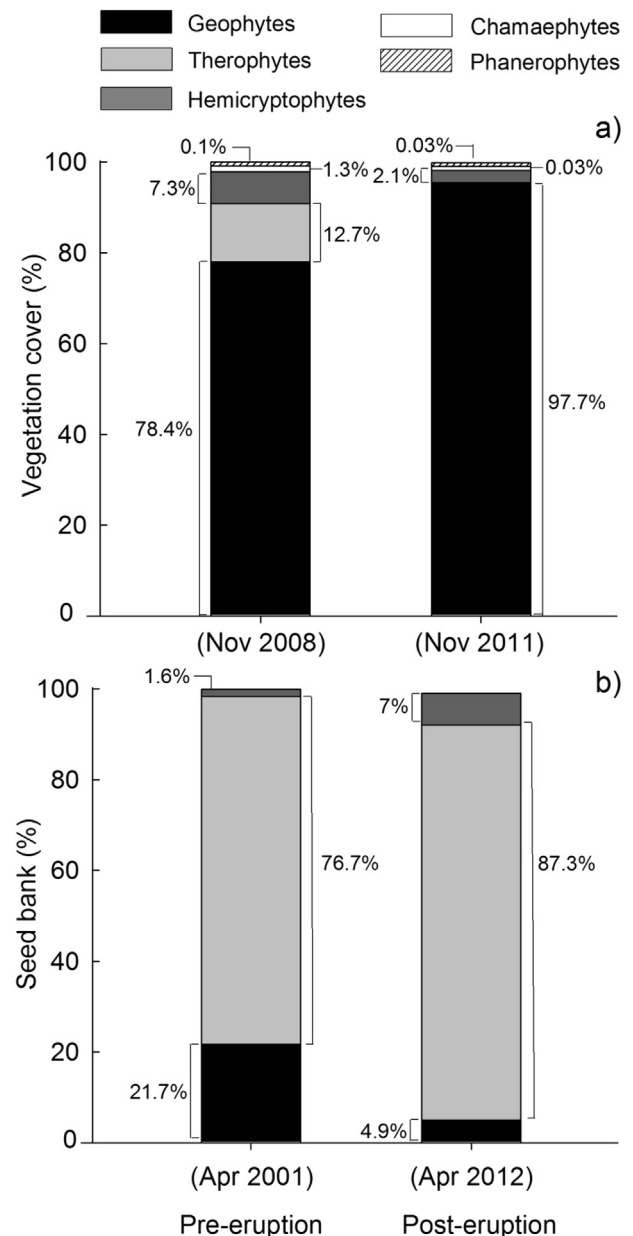 Geophytes
Therophytes
Hemicryptophytes
Chamaephytes
Phanerophytes
a)
Vegetation cover (%)
100
80
60
40
20
0
0.1%
1.3%
7.3%
12.7%
78.4%
0.03%
0.03%
2.1%
97.7%
(Nov 2008)
(Nov 2011)
b)
Seed bank (%)
100
80
60
40
20
0
1.6%
76.7%
21.7%
7%
87.3%
4.9%
(Apr 2001)
(Apr 2012)
Pre-eruption
Post-eruption